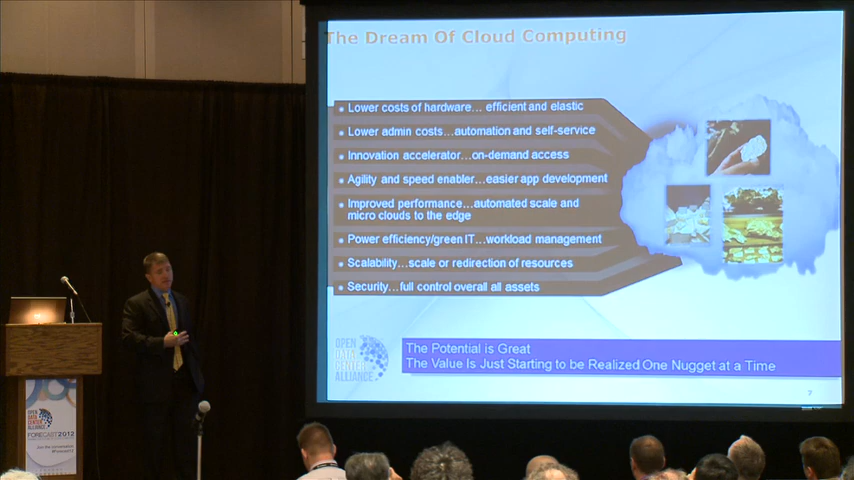 The Dream Of Cloud Computing
Lower costs of hardware... efficient and elastic
Lower admin costs...automation and self-service
Innovation accelerator...on-demand access
Agility and speed enabler...easier app development
Improved performance...automated scale and
micro clouds to the edge
Power efficiency/green IT...workload management
Scalability...scale or redirection of resources
Security...full control overall all assets
OPEN
DATA
CENTER
ALLIANCE
The Potential is Great
The Value Is Just Starting to be Realized One Nugget at a Time
7
OPEN
DATA
CENTER
ALLIANCE
FORECAST2012